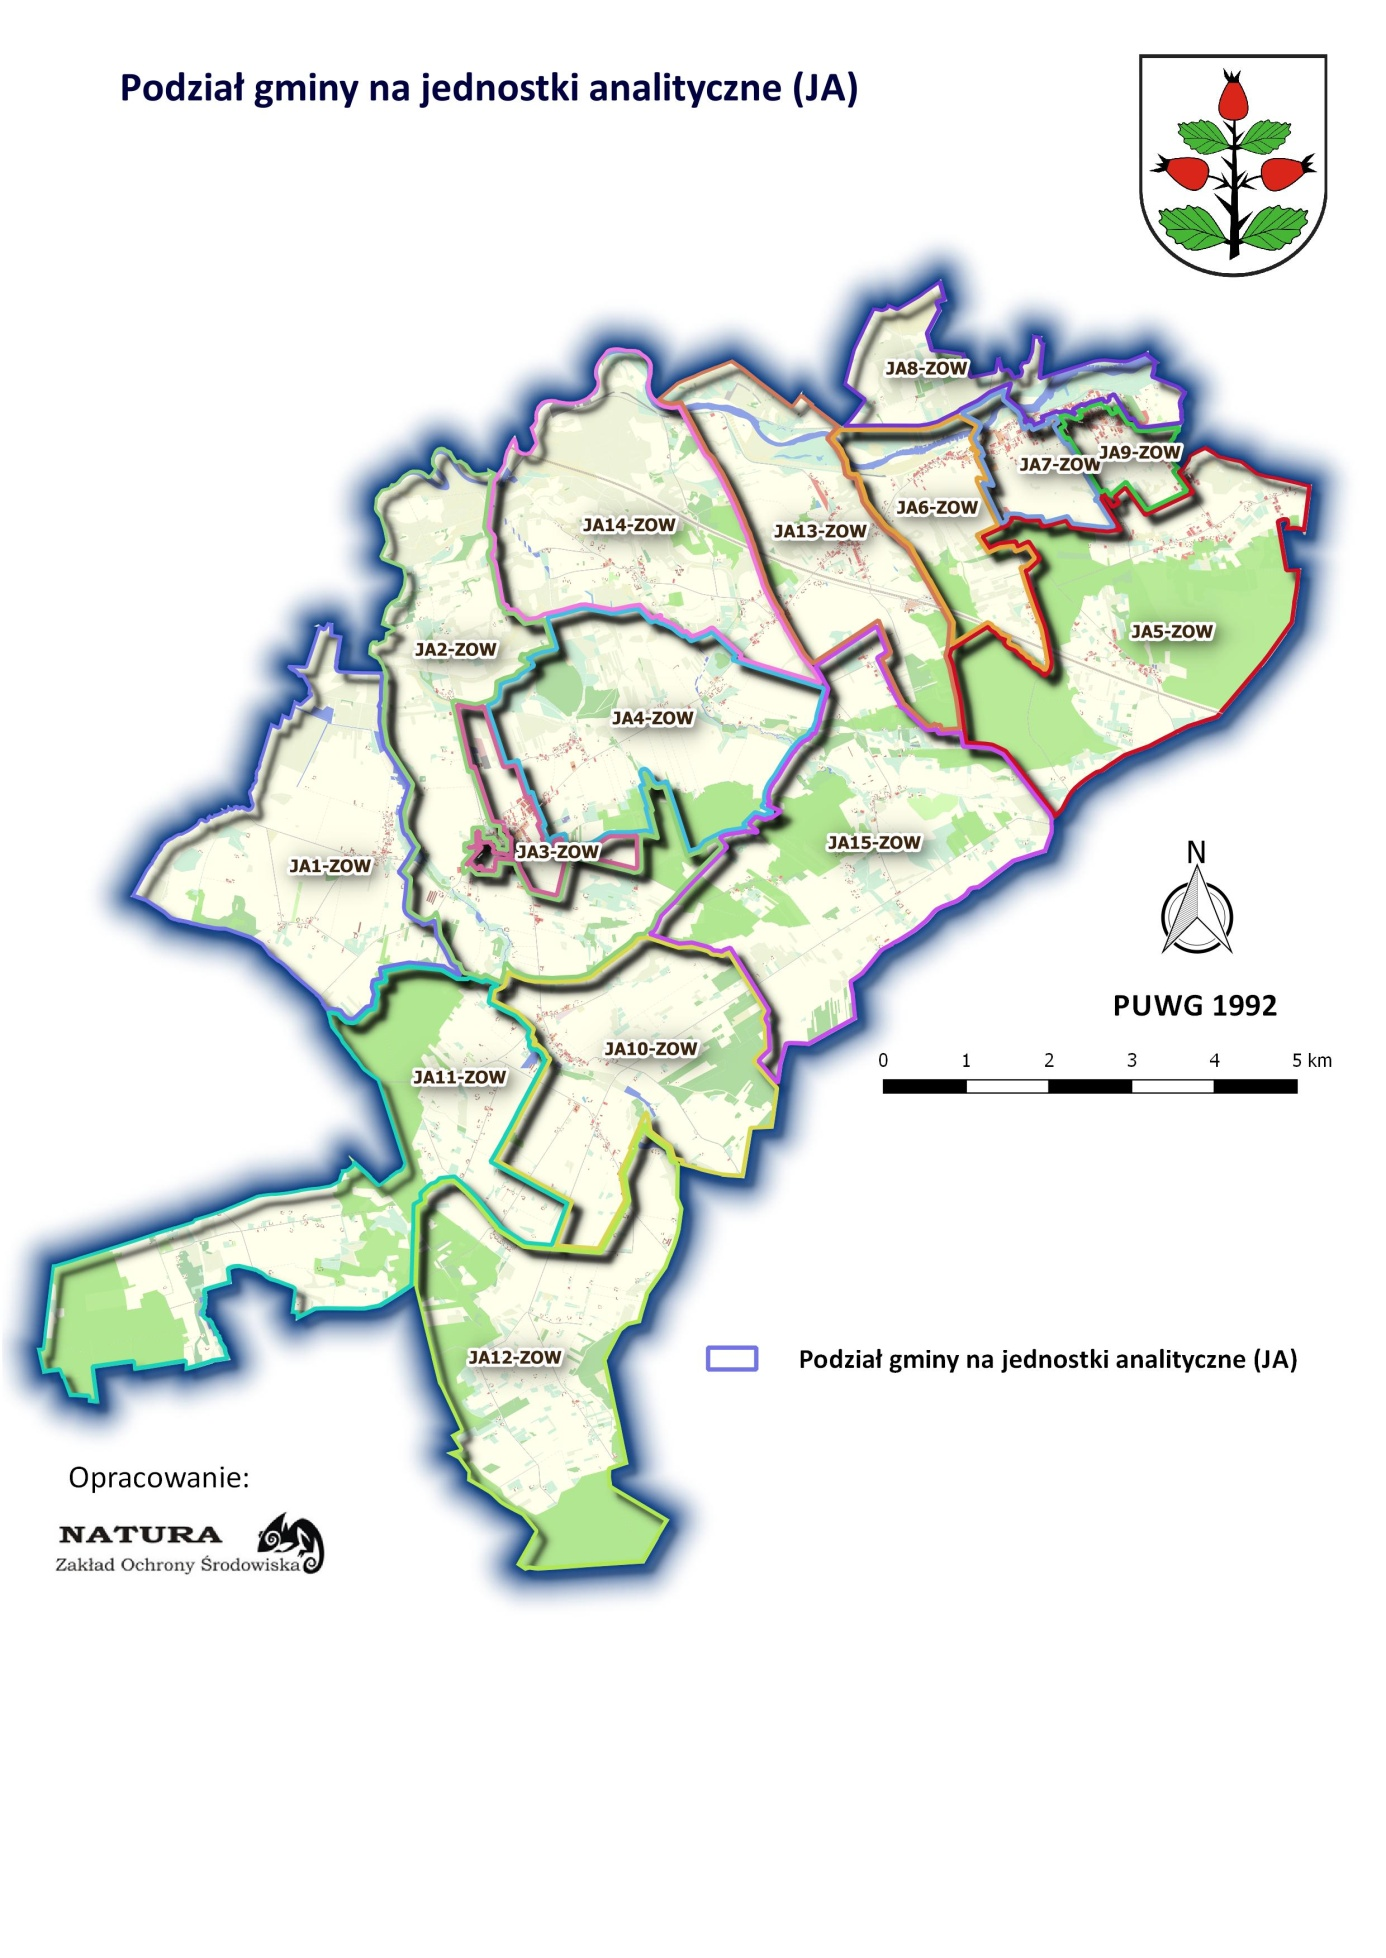 Podział gminy na jednostki analityczne (JA)
JA8-ZOW
JA9-ZOW
JA7-ZOW
JA6-ZOW
JA14-ZOW
JA13-ZOW
JA5-ZOW
JA2-ZOW
JA4-ZOW
JA15-ZOW
JA3-ZOW
JA1-ZOW
N
PUWG 1992
JA10-ZOW
0 1 2 3 4 5 km
JA11-ZOW
JA12-ZOW
Podział gminy na jednostki analityczne (JA)
Opracowanie:
NATURA
Zakład Ochrony Środowiska